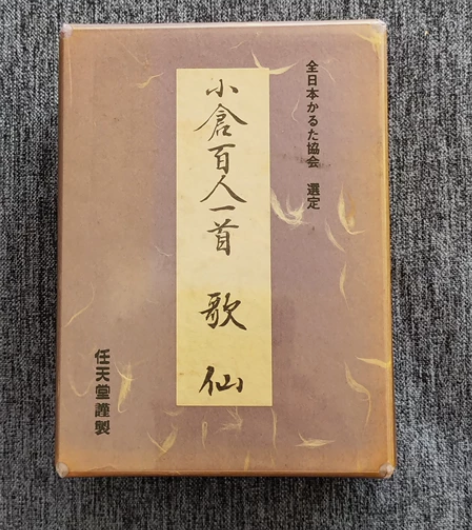 全日本かるた協会 選定
小倉百人一首 歌仙
任天堂謹製